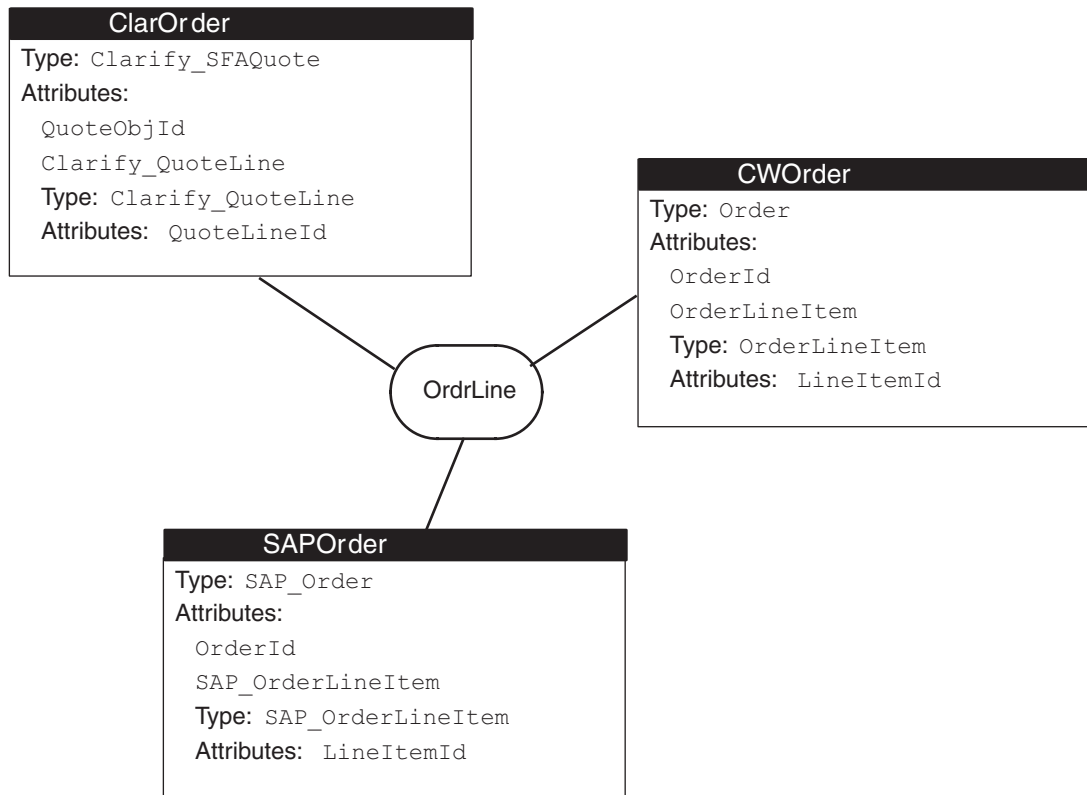 ClarOrder
Type: Clarify_SFAQuote
Attributes:
QuoteObjId
Clarify_QuoteLine
Type: Clarify_QuoteLine
Attributes: QuoteLineId
CWOrder
Type: Order
Attributes:
OrderId
OrderLineItem
Type: OrderLineItem
Attributes: LineItemId
OrdrLine
SAPOrder
Type: SAP_Order
Attributes:
OrderId
SAP_OrderLineItem
Type: SAP_OrderLineItem
Attributes: LineItemId